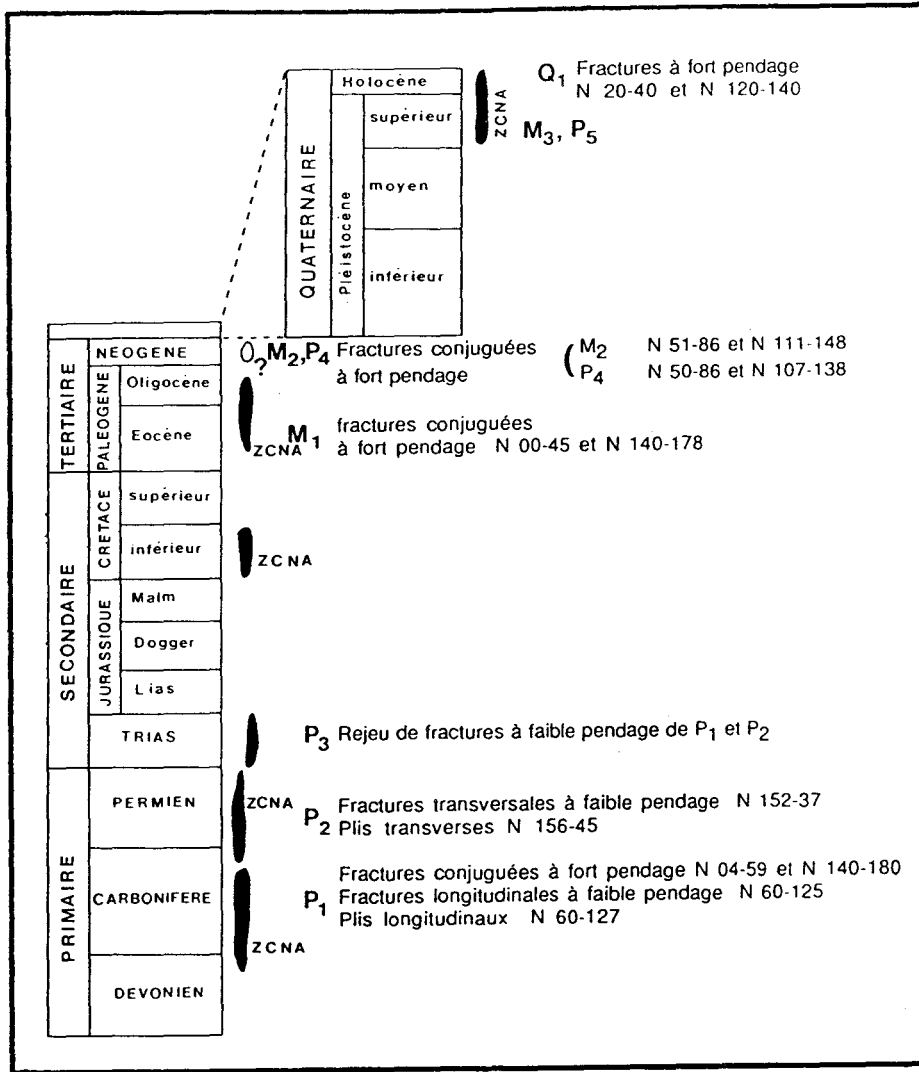 Holocène
QUATERNAIRE
Pléistocène
supérieur
moyen
inférieur
ZCNA
Q1 Fractures à fort pendage
N 20-40 et N 120-140
M3, P5
TERTIAIRE
NEOGENE
PALEOGENE
Oligocène
Eocène
O?
M2,P4 Fractures conjuguées
à fort pendage
( M2 N 51-86 et N 111-148
P4 N 50-86 et N 107-138
ZCNA
M1 fractures conjuguées
à fort pendage N 00-45 et N 140-178
SECONDAIRE
CRETACE
supérieur
inférieur
ZCNA
JURASSIQUE
Malm
Dogger
Lias
TRIAS
P3 Rejeu de fractures à faible pendage de P1 et P2
PRIMAIRE
PERMIEN
ZCNA
P2 Fractures transversales à faible pendage N 152-37
Plis transverses N 156-45
CARBONIFERE
ZCNA
Fractures conjuguées à fort pendage N 04-59 et N 140-180
P1 Fractures longitudinales à faible pendage N 60-125
Plis longitudinaux N 60-127
DEVONIEN